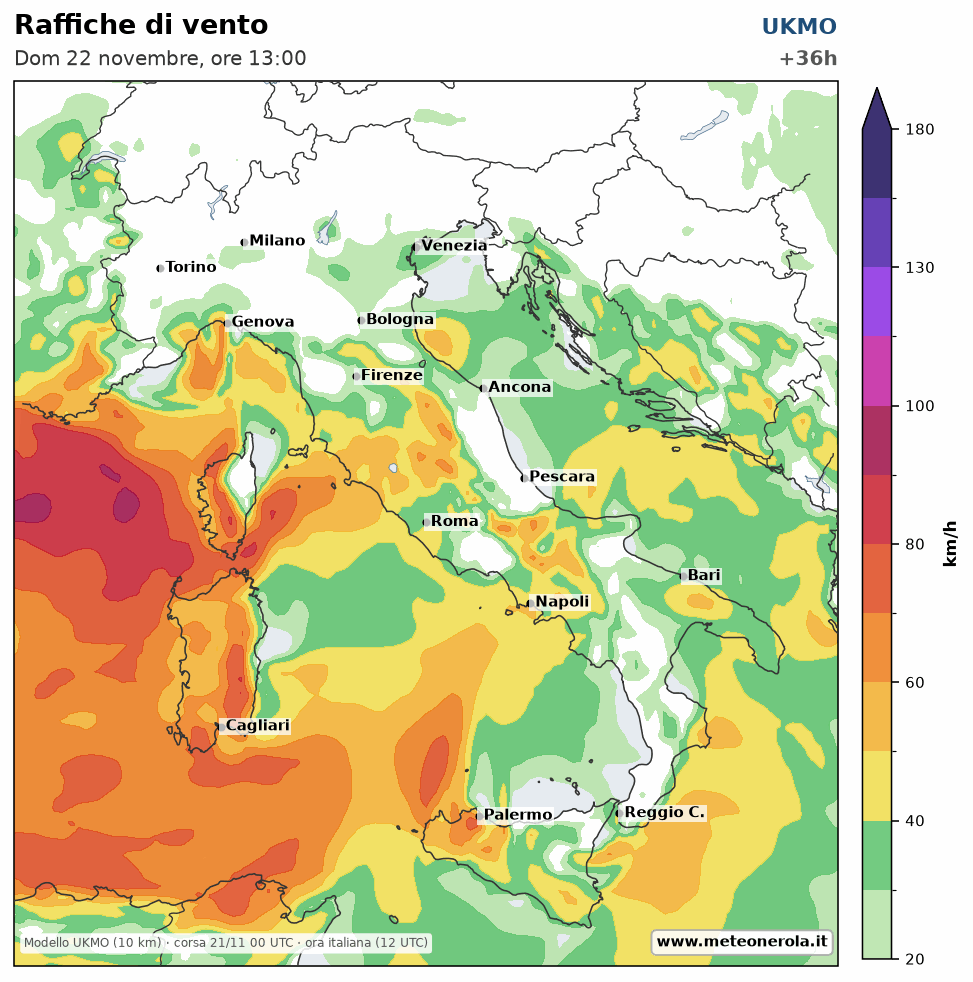 Raffiche di vento
UKMO
Dom 22 novembre, ore 13:00
+36h
180
130
100
80
60
40
20
km/h
Milano
Venezia
Torino
Genova
Bologna
Firenze
Ancona
Pescara
Roma
Bari
Napoli
Cagliari
Palermo
Reggio C.
Modello UKMO (10 km) · corsa 21/11 00 UTC · ora italiana (12 UTC)
www.meteonerola.it